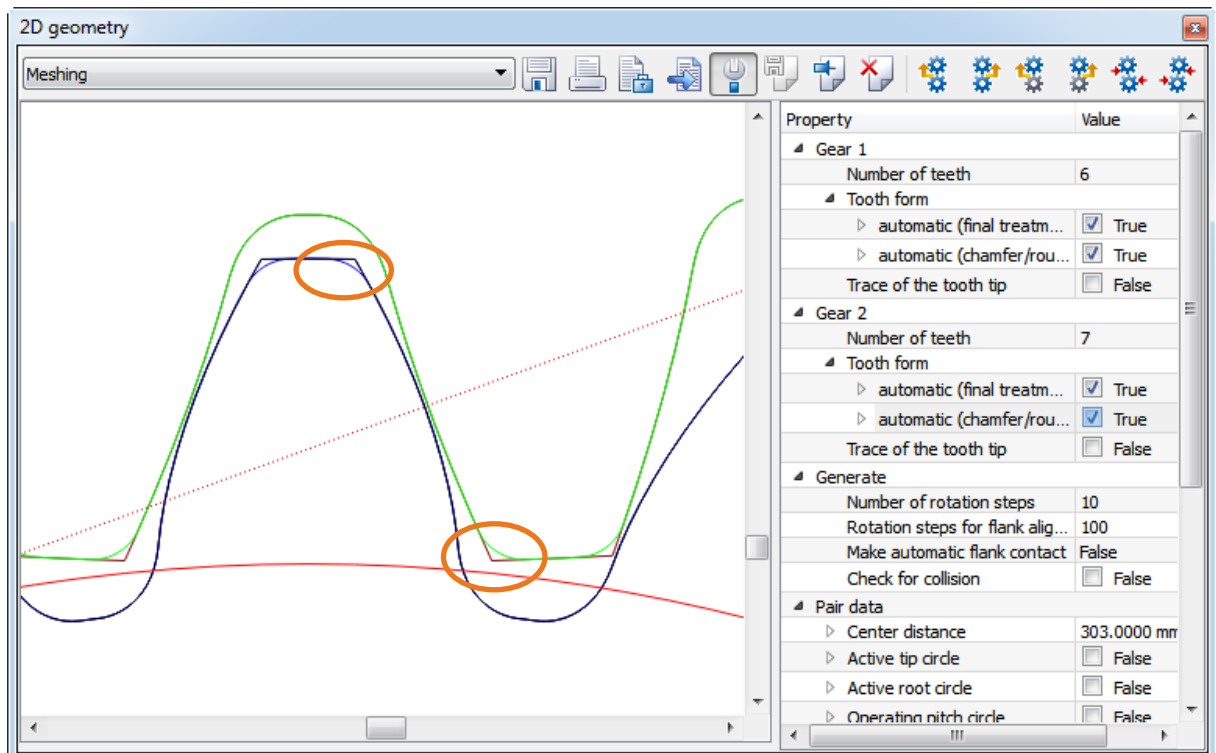 2D geometry
Meshing
Property Value
Gear 1
Number of teeth 6
Tooth form
automatic (final treatm... True
automatic (chamfer/rou... True
Trace of the tooth tip False
Gear 2
Number of teeth 7
Tooth form
automatic (final treatm... True
automatic (chamfer/rou... True
Trace of the tooth tip False
Generate
Number of rotation steps 10
Rotation steps for flank alig... 100
Make automatic flank contact False
Check for collision False
Pair data
Center distance 303.0000 mm
Active tip circle False
Active root circle False
Operating pitch circle False